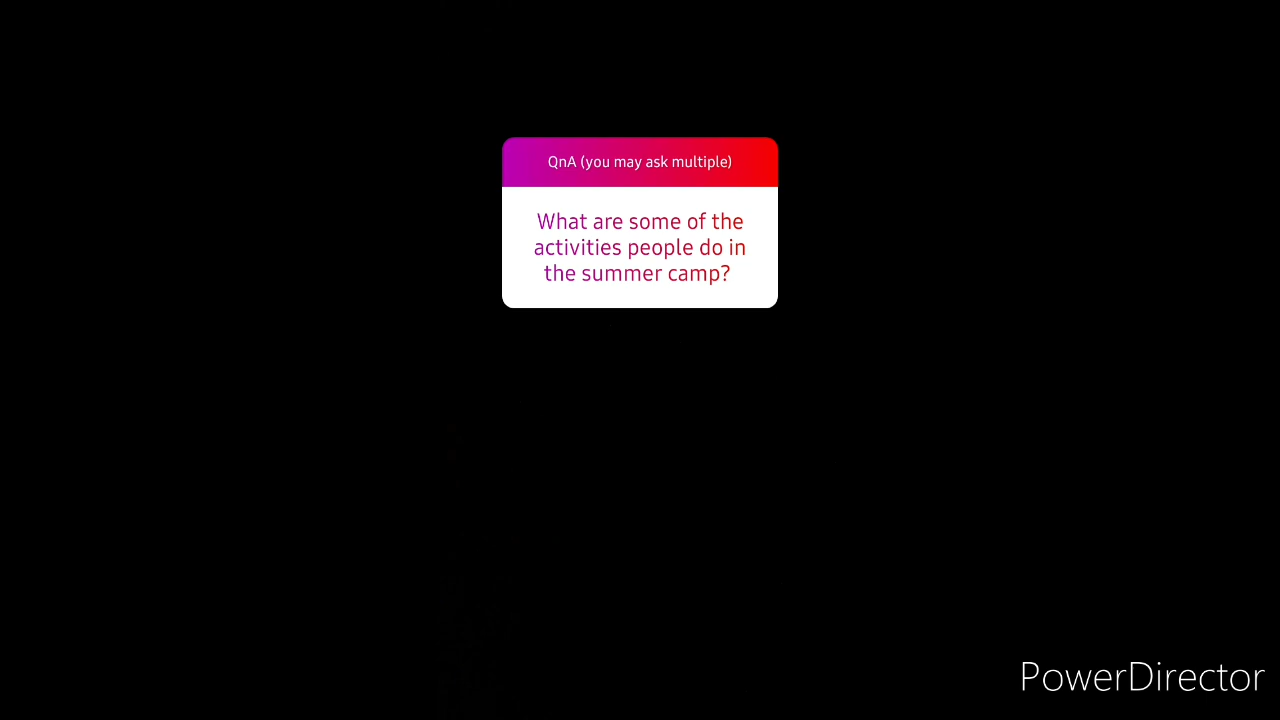 QnA (you may ask multiple)
What are some of the
activities people do in
the summer camp?
PowerDirector